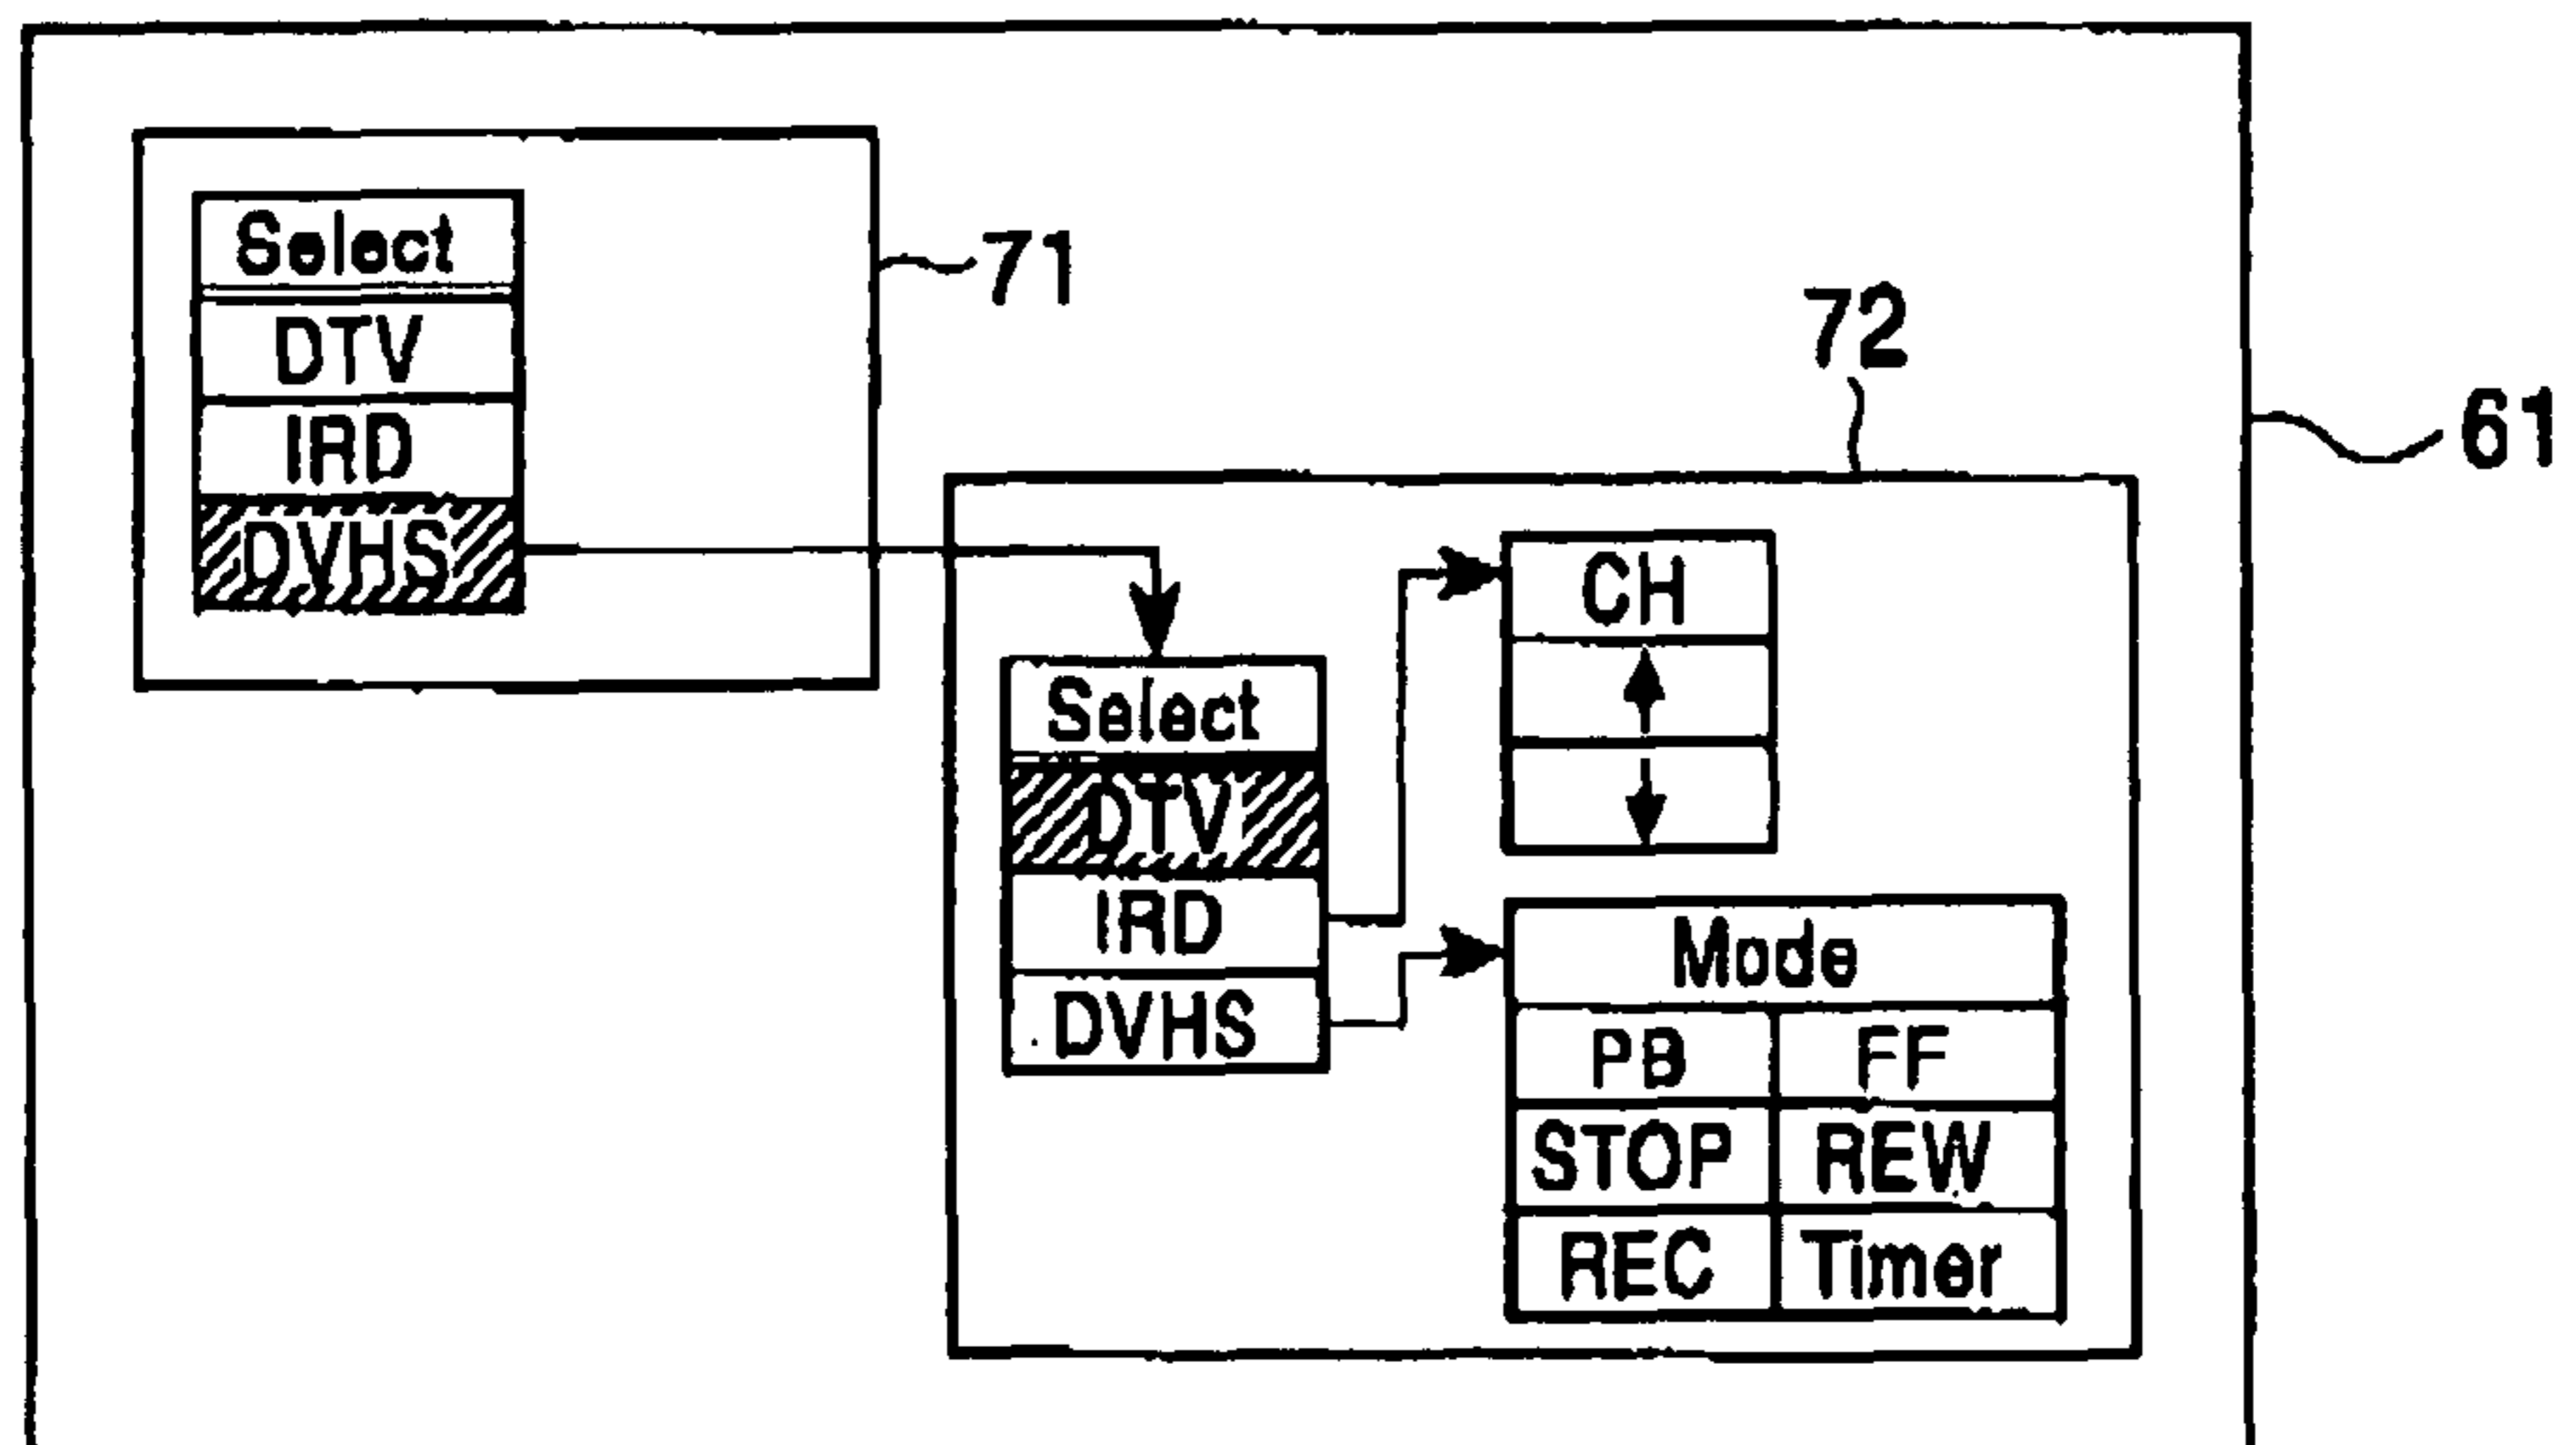 Select
DTV
IRD
DVHS
71
72
61
Select
DTV
IRD
DVHS
CH
Mode
PB FF
STOP REW
REC Timer